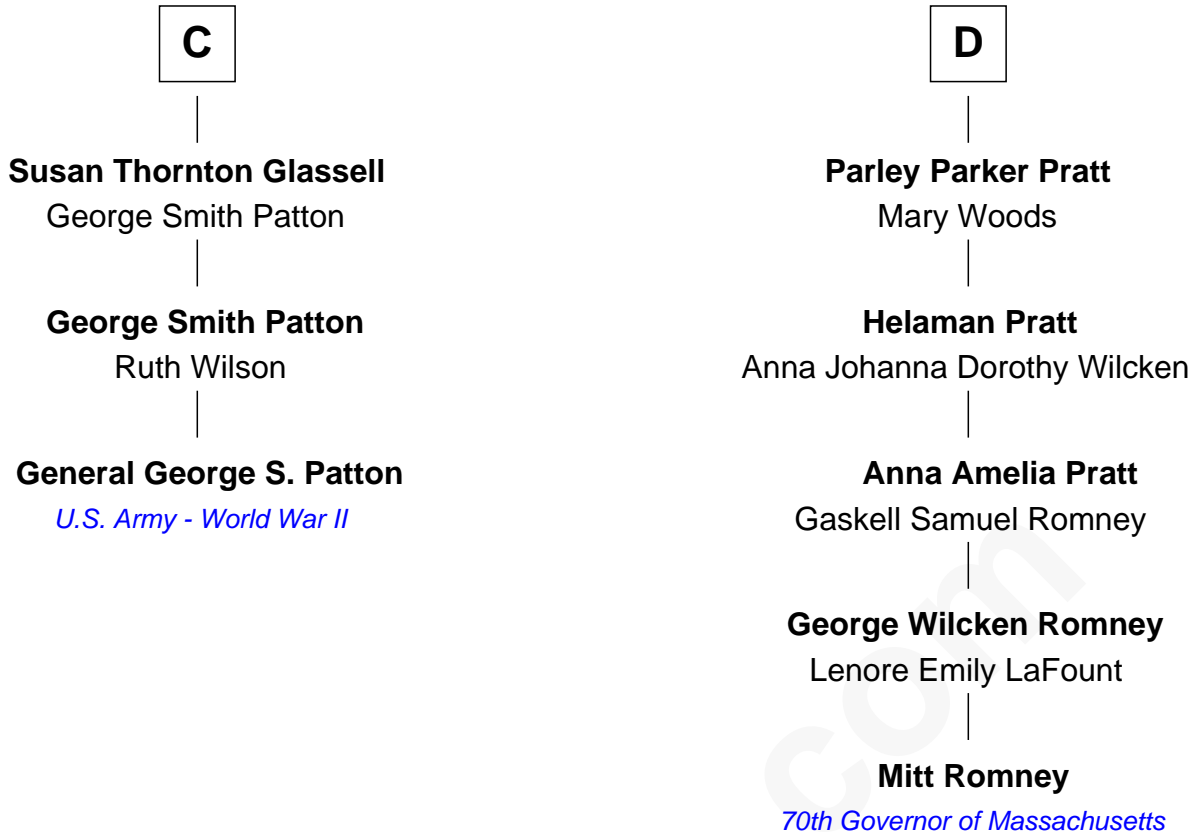 C
Susan Thornton Glassell
George Smith Patton
George Smith Patton
Ruth Wilson
General George S. Patton
U.S. Army - World War II
D
Parley Parker Pratt
Mary Woods
Helaman Pratt
Anna Johanna Dorothy Wilcken
Anna Amelia Pratt
Gaskell Samuel Romney
George Wilcken Romney
Lenore Emily LaFount
Mitt Romney
70th Governor of Massachusetts
com